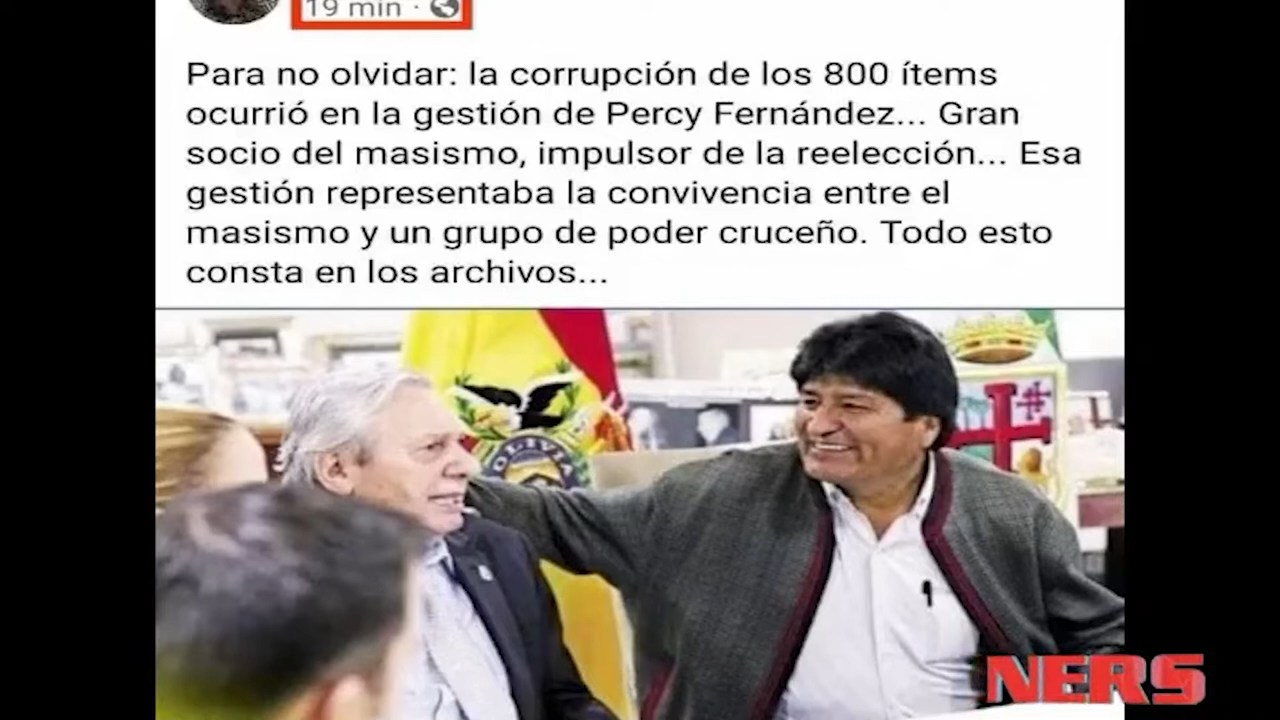 19 min ·
Para no olvidar: la corrupción de los 800 ítems
ocurrió en la gestión de Percy Fernández... Gran
socio del masismo, impulsor de la reelección... Esa
gestión representaba la convivencia entre el
masismo y un grupo de poder cruceño. Todo esto
consta en los archivos...
OLIVIA
NERS